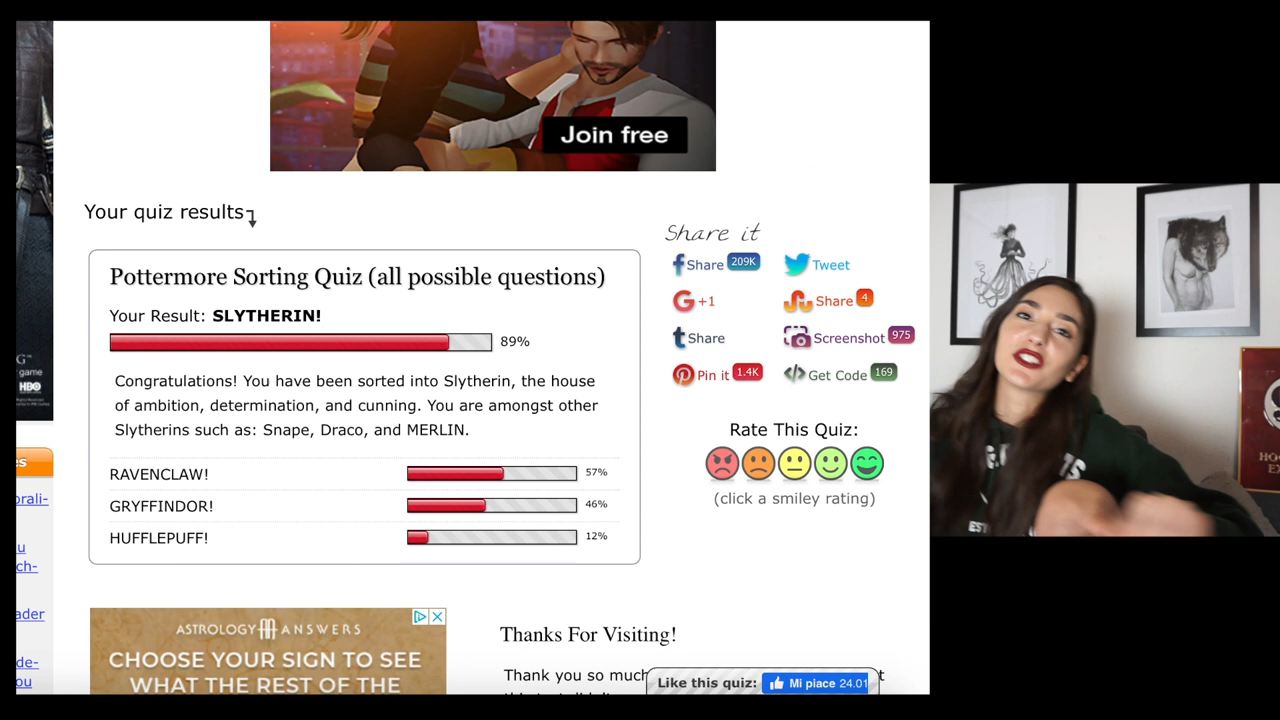 Join free
Your quiz results
Share it
Pottermore Sorting Quiz (all possible questions)
Your Result: SLYTHERIN!
89%
Congratulations! You have been sorted into Slytherin, the house
of ambition, determination, and cunning. You are amongst other
Slytherins such as: Snape, Draco, and MERLIN.
RAVENCLAW! 57%
GRYFFINDOR! 46%
HUFFLEPUFF! 12%
Share 209K
Tweet
+1
Share 4
Share
Screenshot 975
Pin it 1.4K
Get Code 169
Rate This Quiz:
(click a smiley rating)
game
HBO
ASTROLOGY ANSWERS
CHOOSE YOUR SIGN TO SEE
WHAT THE REST OF THE
Thanks For Visiting!
Thank you so much
Like this quiz: Mi piace 24.01